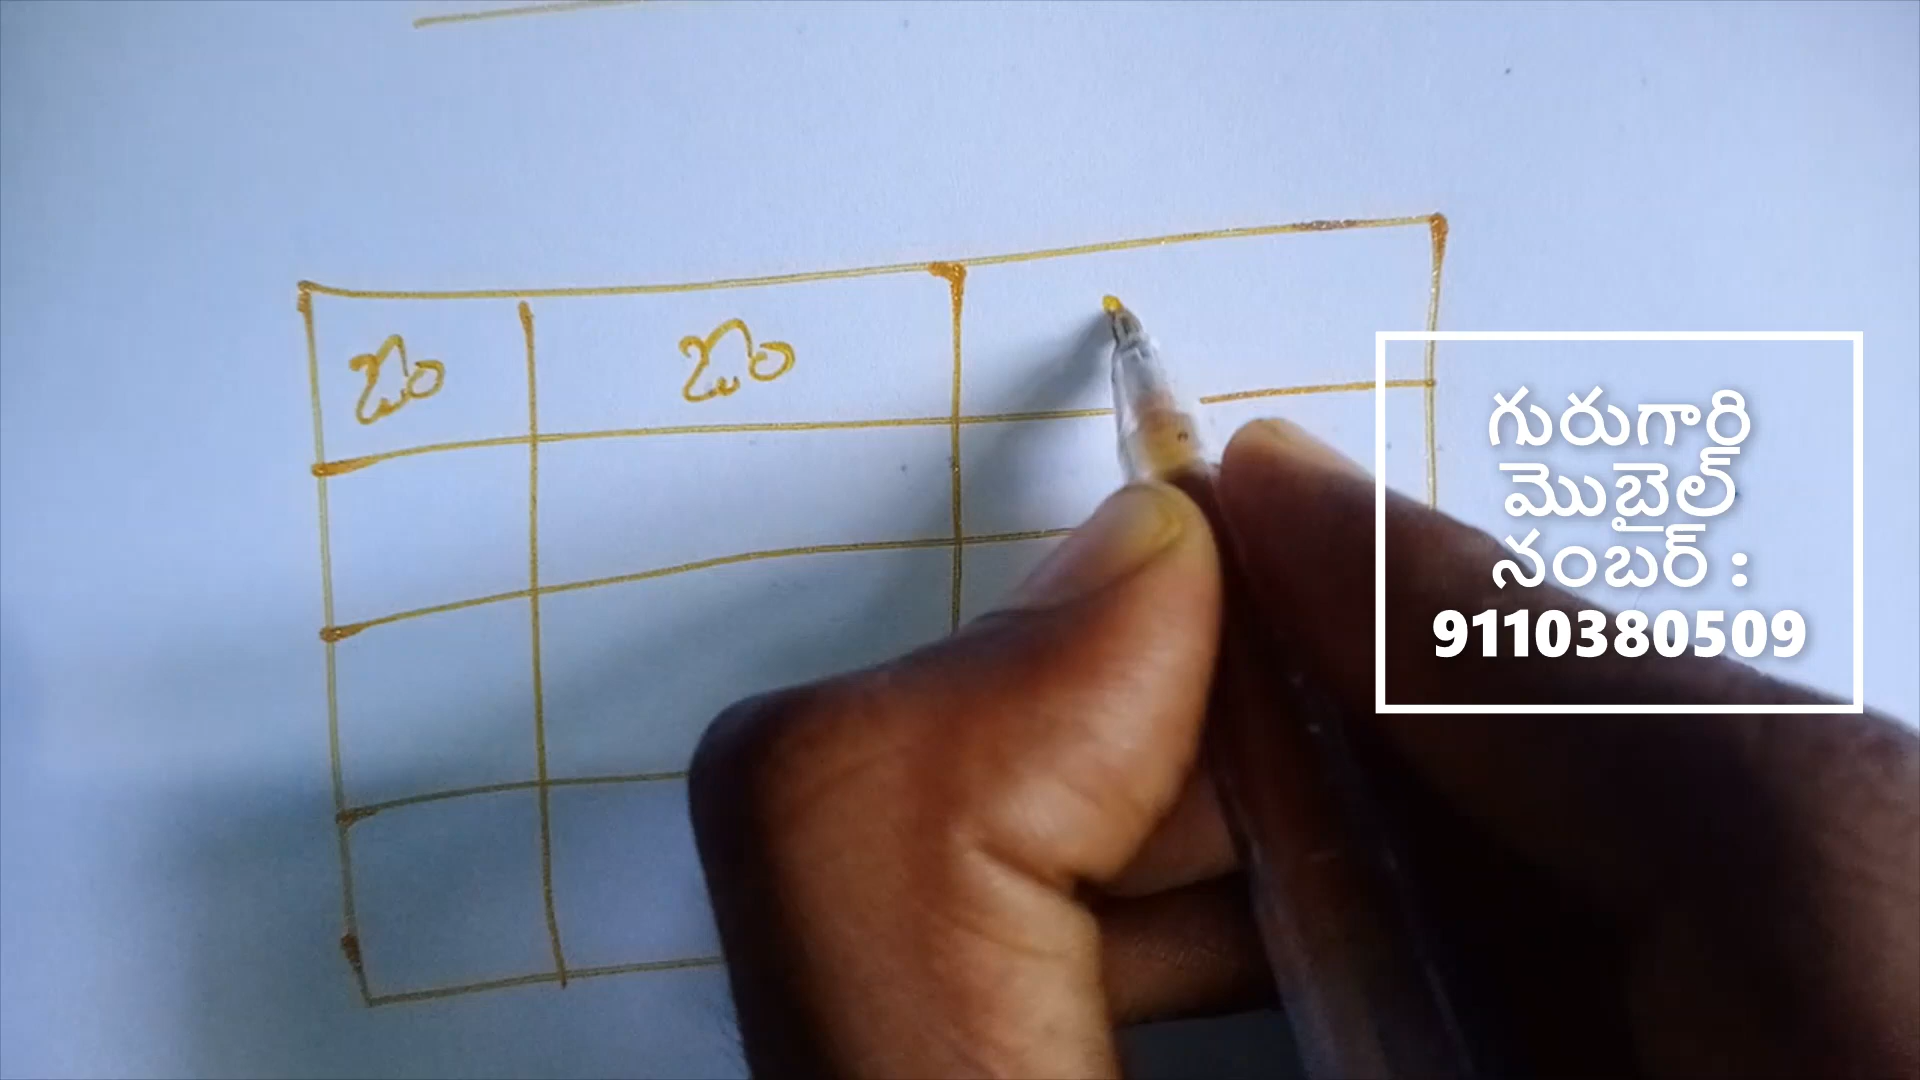 ఖం ఖం
గురుగారి
మొబైల్
నంబర్ :
9110380509